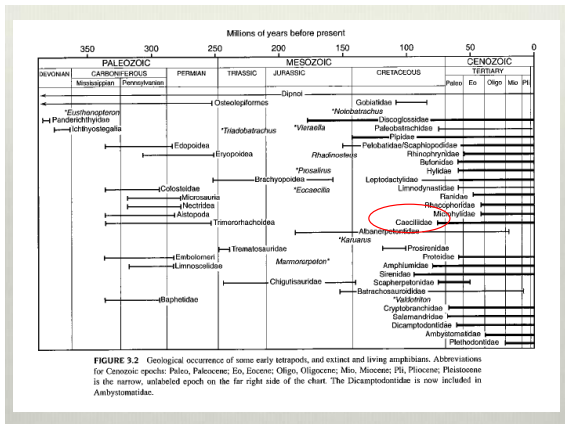 Millions of years before present
350 300 250 200 150 100 50 0
PALEOZOIC MESOZOIC CENOZOIC
DEVONIAN CARBONIFEROUS PERMIAN TRIASSIC JURASSIC CRETACEOUS TERTIARY
Mississippian Pennsylvanian Paleo Eo Oligo Mio Pli
Dipnoi
Osteolepiformes Gobiatidae
*Eusthenopteron *Notobatrachus
Panderichthyidae Discoglossidae
Ichthyostegalia *Triadobatrachus *Vieraella Paleobatrachidae
Pipidae
Edopoidea Pelobatidae/Scaphiopodidae
Eryopoidea Rhadinosteus Rhinophrynidae
Bufonidae
*Prosalirus Hylidae
Brachyopoidea Leptodactylidae
Colosteidae *Eocaecilia Limnodynastidae
Microsauria Ranidae
Nectridea Rhacophoridae
Aistopoda Microhylidae
Trimerorhachoidea Caeciliidae
Albanerpetontidae
*Karuarus
Trematosauridae Prosirenidae
Embolomeri Proteidae
Limnoscelidae Marmorerpeton* Amphiumidae
Sirenidae
Chigutisauridae Scapherpetonidae
Batrachosauroididae
Baphetidae *Valdotriton
Cryptobranchidae
Salamandridae
Dicamptodontidae
Ambystomatidae
Plethodontidae
FIGURE 3.2 Geological occurrence of some early tetrapods, and extinct and living amphibians. Abbreviations
for Cenozoic epochs: Paleo, Paleocene; Eo, Eocene; Oligo, Oligocene; Mio, Miocene; Pli, Pliocene; Pleistocene
is the narrow, unlabeled epoch on the far right side of the chart. The Dicamptodontidae is now included in
Ambystomatidae.